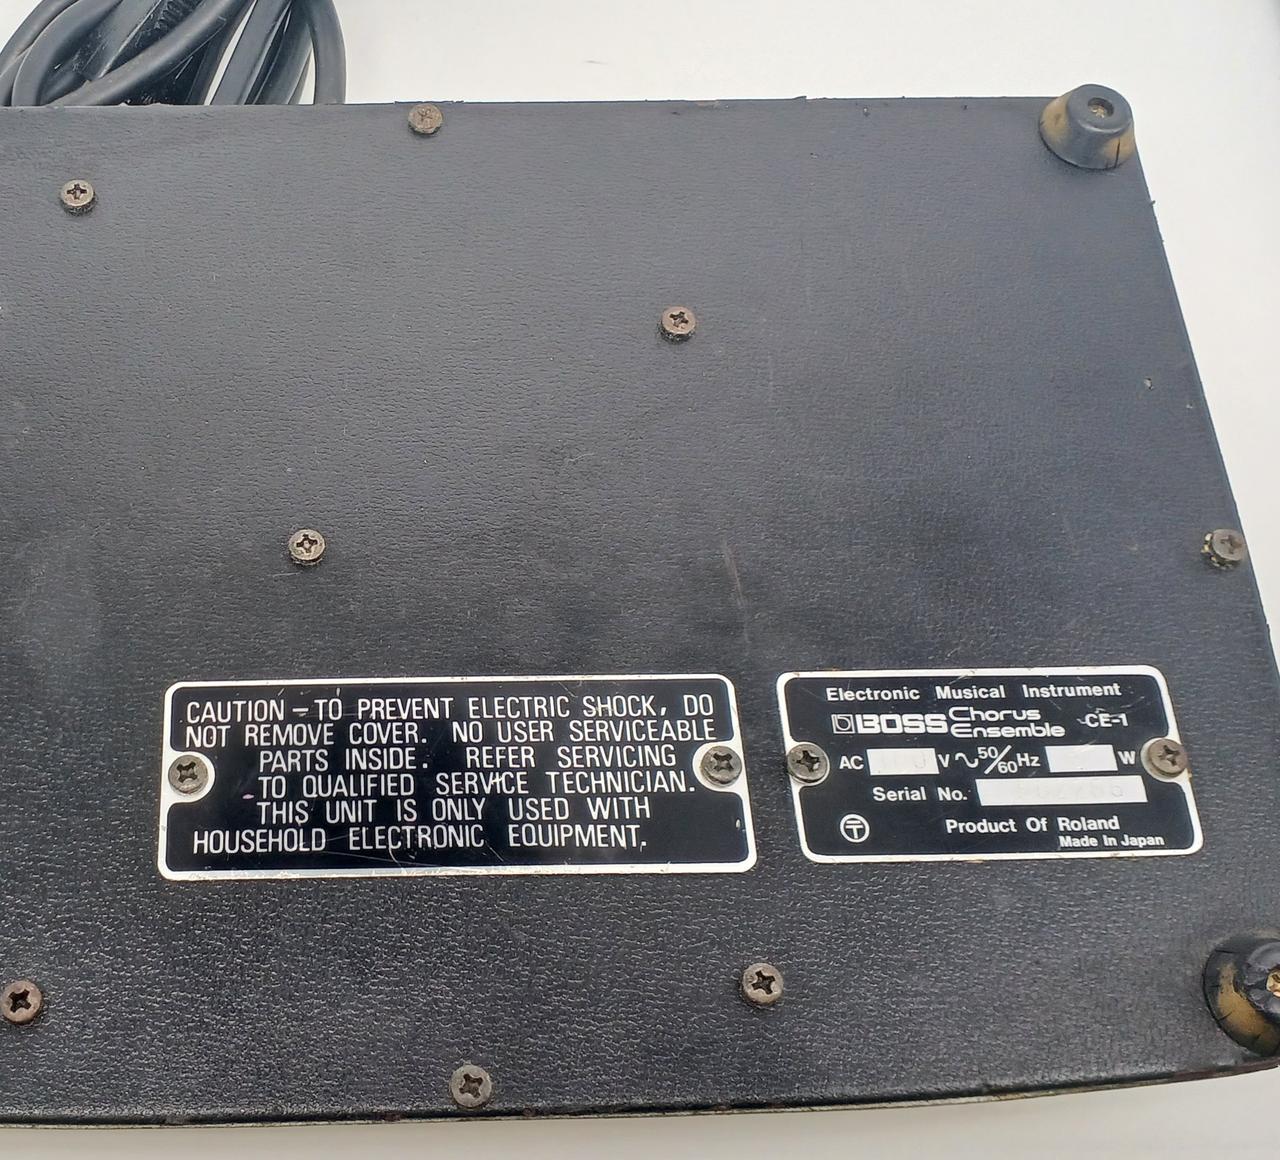 CAUTION – TO PREVENT ELECTRIC SHOCK, DO
NOT REMOVE COVER. NO USER SERVICEABLE
PARTS INSIDE. REFER SERVICING
TO QUALIFIED SERVICE TECHNICIAN.
THIS UNIT IS ONLY USED WITH
HOUSEHOLD ELECTRONIC EQUIPMENT.
Electronic Musical Instrument
BOSS Chorus Ensemble CE-1
AC V ~ 50/60Hz W
Serial No.
T
Product Of Roland
Made in Japan